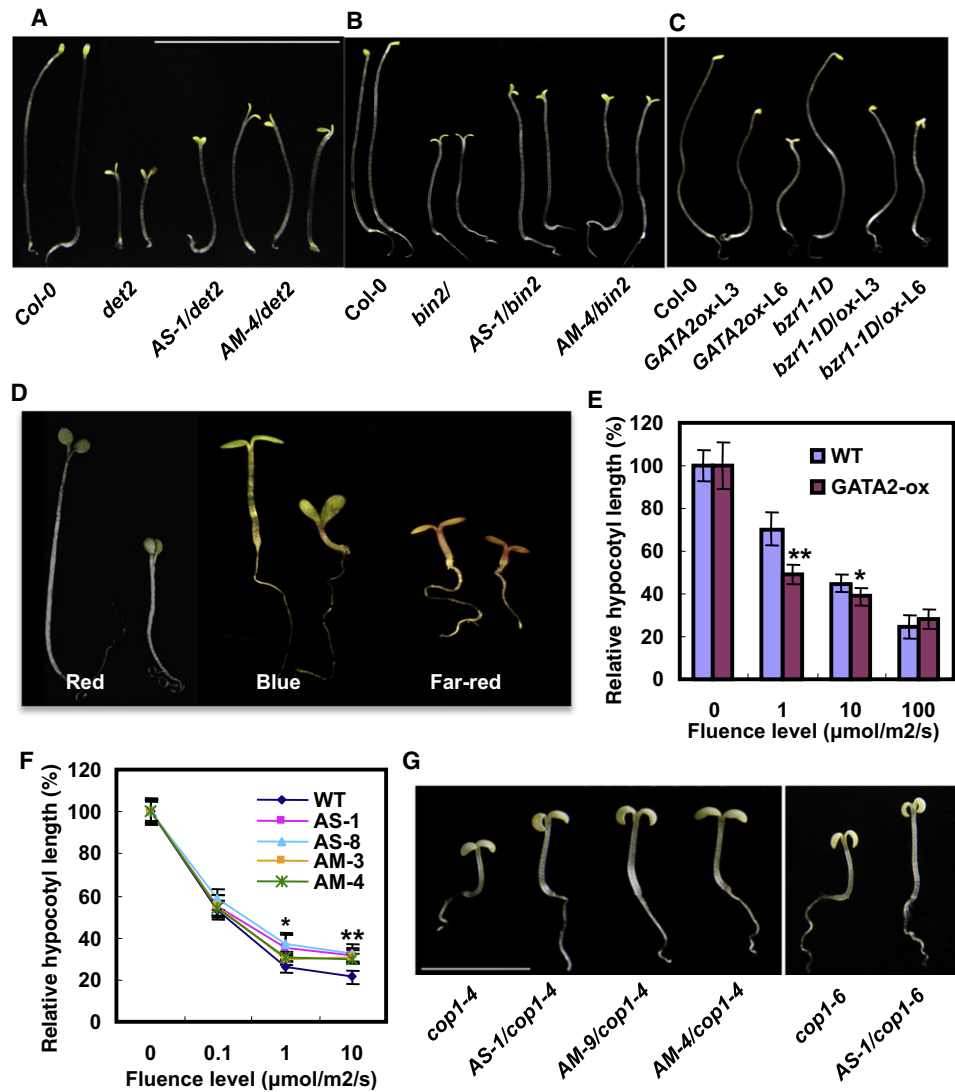 A
B
C
Col-0
det2
AS-1/det2
AM-4/det2
Col-0
bin2/
AS-1/bin2
AM-4/bin2
Col-0
GATA2ox-L3
GATA2ox-L6
bzr1-1D
bzr1-1D/ox-L3
bzr1-1D/ox-L6
D
Red
Blue
Far-red
E
Relative hypocotyl length (%)
120
100
80
60
40
20
0
WT
GATA2-ox
**
*
0
1
10
100
Fluence level (µmol/m2/s)
F
Relative hypocotyl length (%)
120
100
80
60
40
20
0
WT
AS-1
AS-8
AM-3
AM-4
*
**
0
0.1
1
10
Fluence level (µmol/m2/s)
G
cop1-4
AS-1/cop1-4
AM-9/cop1-4
AM-4/cop1-4
cop1-6
AS-1/cop1-6